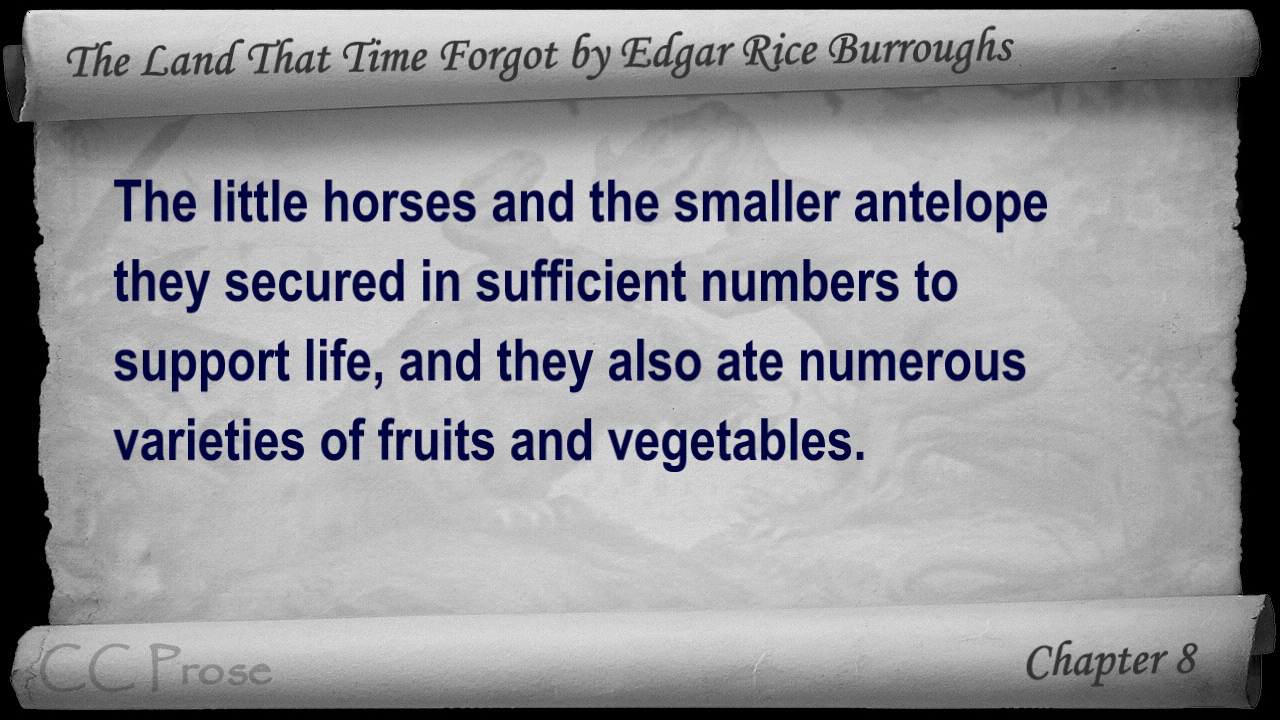 The Land That Time Forgot by Edgar Rice Burroughs
The little horses and the smaller antelope
they secured in sufficient numbers to
support life, and they also ate numerous
varieties of fruits and vegetables.
CC Prose
Chapter 8